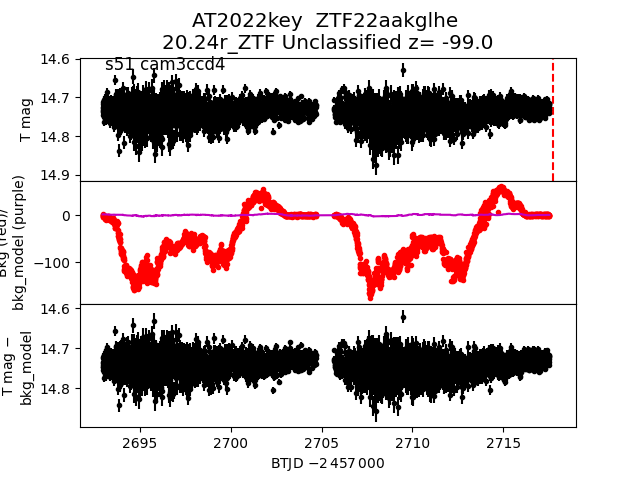 AT2022key  ZTF22aakglhe
20.24r_ZTF Unclassified z= -99.0
s51 cam3ccd4
14.6
14.7
14.8
14.9
T mag
0
−100
Bkg (red)/
bkg_model (purple)
14.6
14.7
14.8
T mag −
bkg_model
2695 2700 2705 2710 2715
BTJD −2 457 000